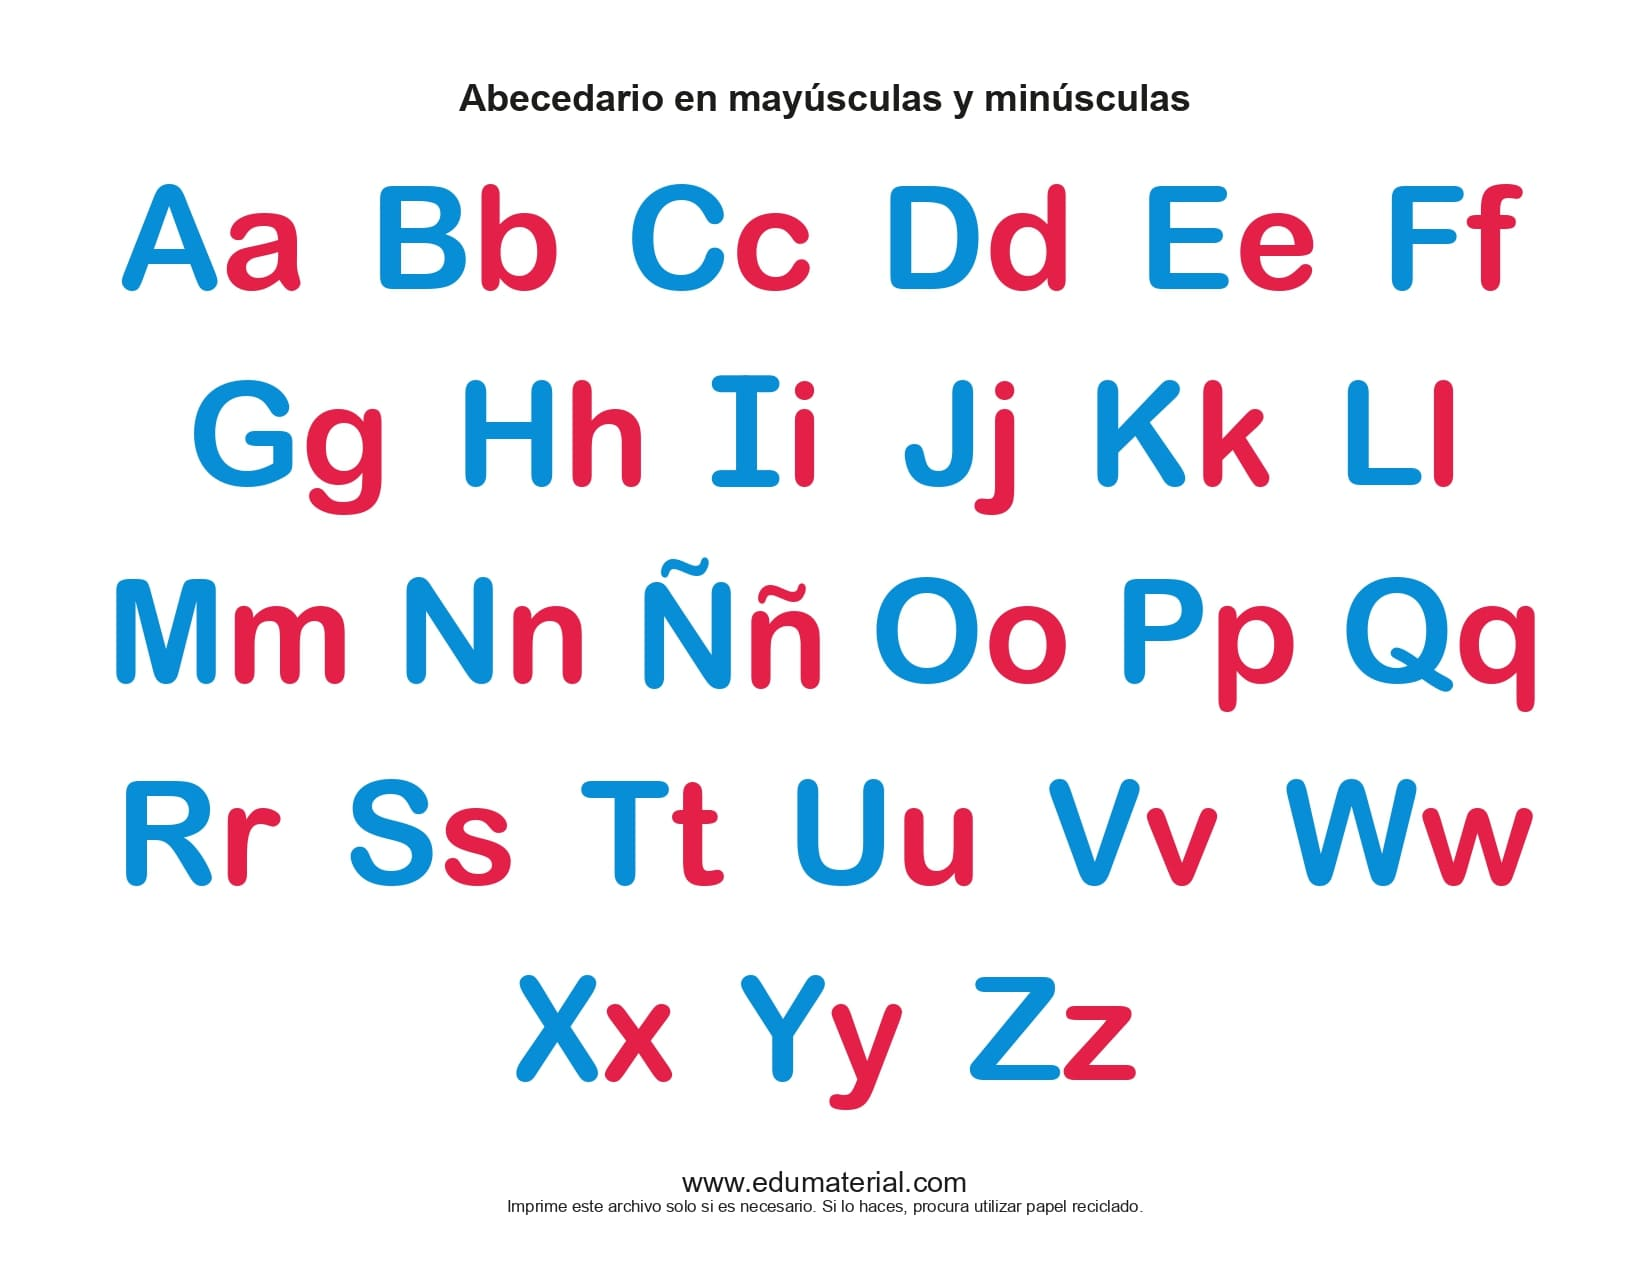 Abecedario en mayúsculas y minúsculas
Aa Bb Cc Dd Ee Ff
Gg Hh Ii Jj Kk Ll
Mm Nn Ññ Oo Pp Qq
Rr Ss Tt Uu Vv Ww
Xx Yy Zz
www.edumaterial.com
Imprime este archivo solo si es necesario. Si lo haces, procura utilizar papel reciclado.